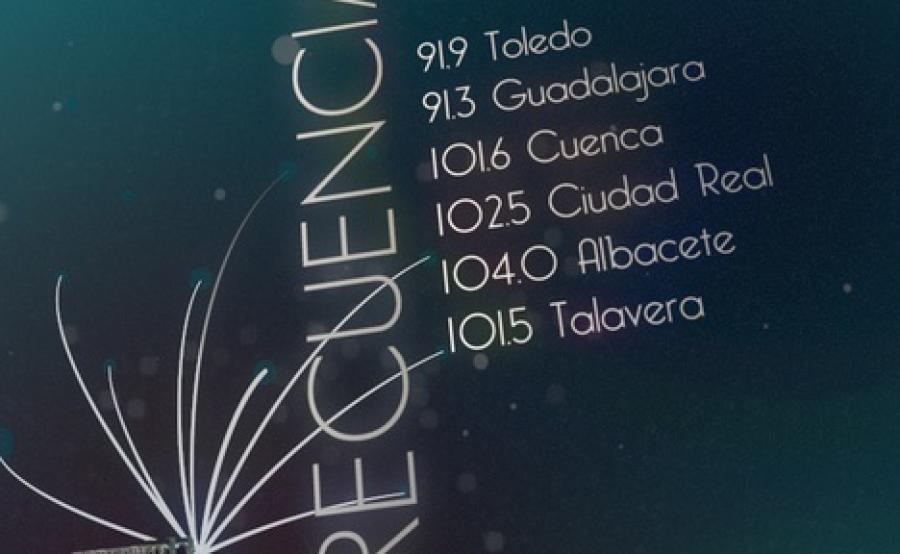 RECUENCI
91.9 Toledo
91.3 Guadalajara
101.6 Cuenca
102.5 Ciudad Real
104.0 Albacete
101.5 Talavera